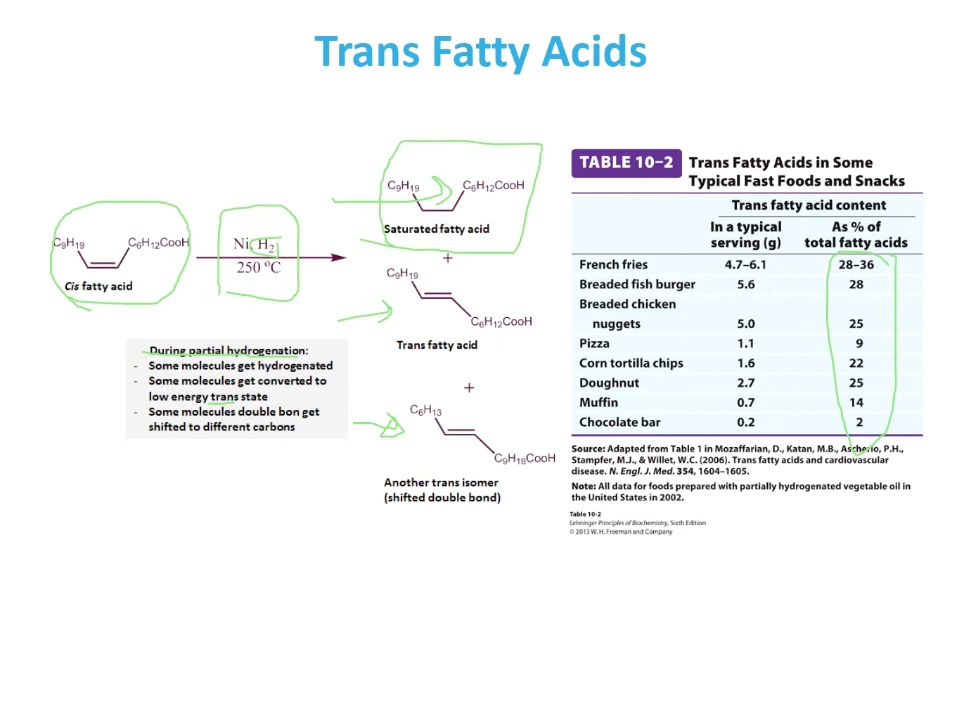 Trans Fatty Acids
C₉H₁₉ C₆H₁₂CooH
Cis fatty acid
Ni, H₂
250 °C
C₉H₁₉ C₆H₁₂CooH
Saturated fatty acid
+
C₉H₁₉
C₆H₁₂CooH
Trans fatty acid
+
C₆H₁₃
C₉H₁₈CooH
Another trans isomer
(shifted double bond)
During partial hydrogenation:
- Some molecules get hydrogenated
- Some molecules get converted to
low energy trans state
- Some molecules double bon get
shifted to different carbons
TABLE 10–2 Trans Fatty Acids in Some
Typical Fast Foods and Snacks
Trans fatty acid content
In a typical As % of
serving (g) total fatty acids
French fries 4.7–6.1 28–36
Breaded fish burger 5.6 28
Breaded chicken
nuggets 5.0 25
Pizza 1.1 9
Corn tortilla chips 1.6 22
Doughnut 2.7 25
Muffin 0.7 14
Chocolate bar 0.2 2
Source: Adapted from Table 1 in Mozaffarian, D., Katan, M.B., Ascherio, P.H.,
Stampfer, M.J., & Willet, W.C. (2006). Trans fatty acids and cardiovascular
disease. N. Engl. J. Med. 354, 1604–1605.
Note: All data for foods prepared with partially hydrogenated vegetable oil in
the United States in 2002.
Table 10-2
Lehninger Principles of Biochemistry, Sixth Edition
© 2013 W. H. Freeman and Company